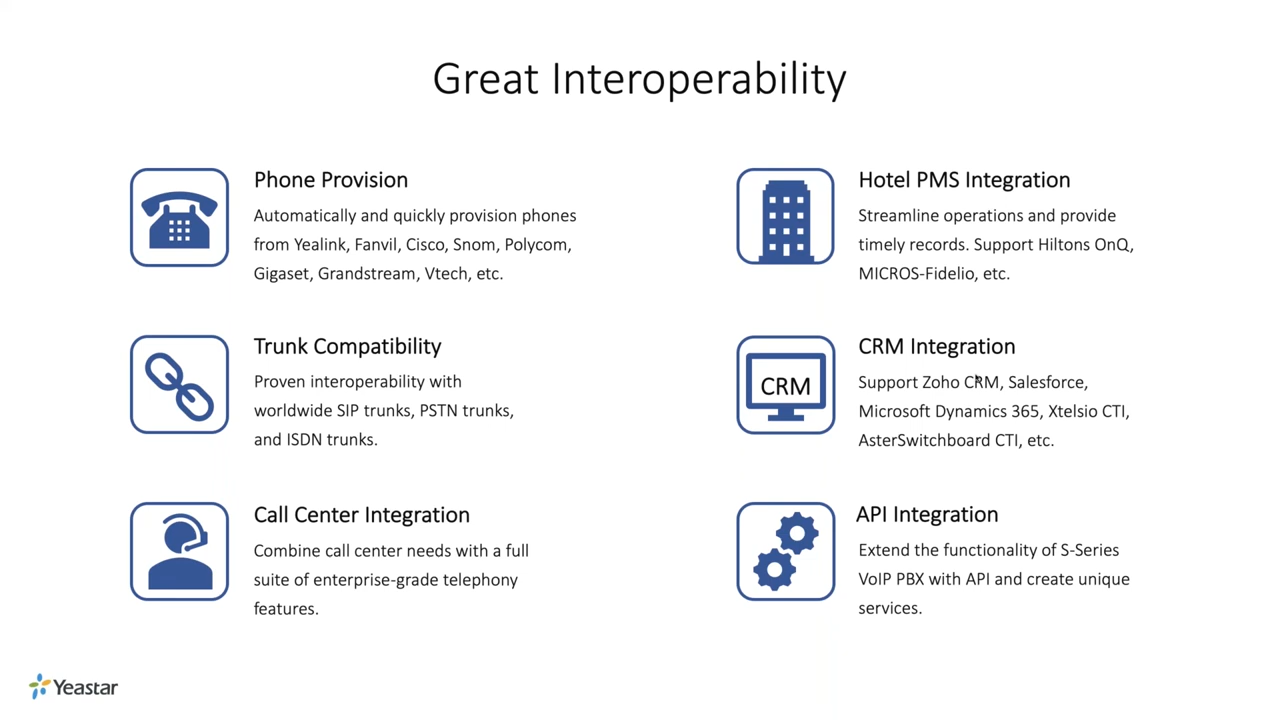 Great Interoperability
Phone Provision
Automatically and quickly provision phones
from Yealink, Fanvil, Cisco, Snom, Polycom,
Gigaset, Grandstream, Vtech, etc.
Trunk Compatibility
Proven interoperability with
worldwide SIP trunks, PSTN trunks,
and ISDN trunks.
Call Center Integration
Combine call center needs with a full
suite of enterprise-grade telephony
features.
Hotel PMS Integration
Streamline operations and provide
timely records. Support Hiltons OnQ,
MICROS-Fidelio, etc.
CRM
CRM Integration
Support Zoho CRM, Salesforce,
Microsoft Dynamics 365, Xtelsio CTI,
AsterSwitchboard CTI, etc.
API Integration
Extend the functionality of S-Series
VoIP PBX with API and create unique
services.
Yeastar